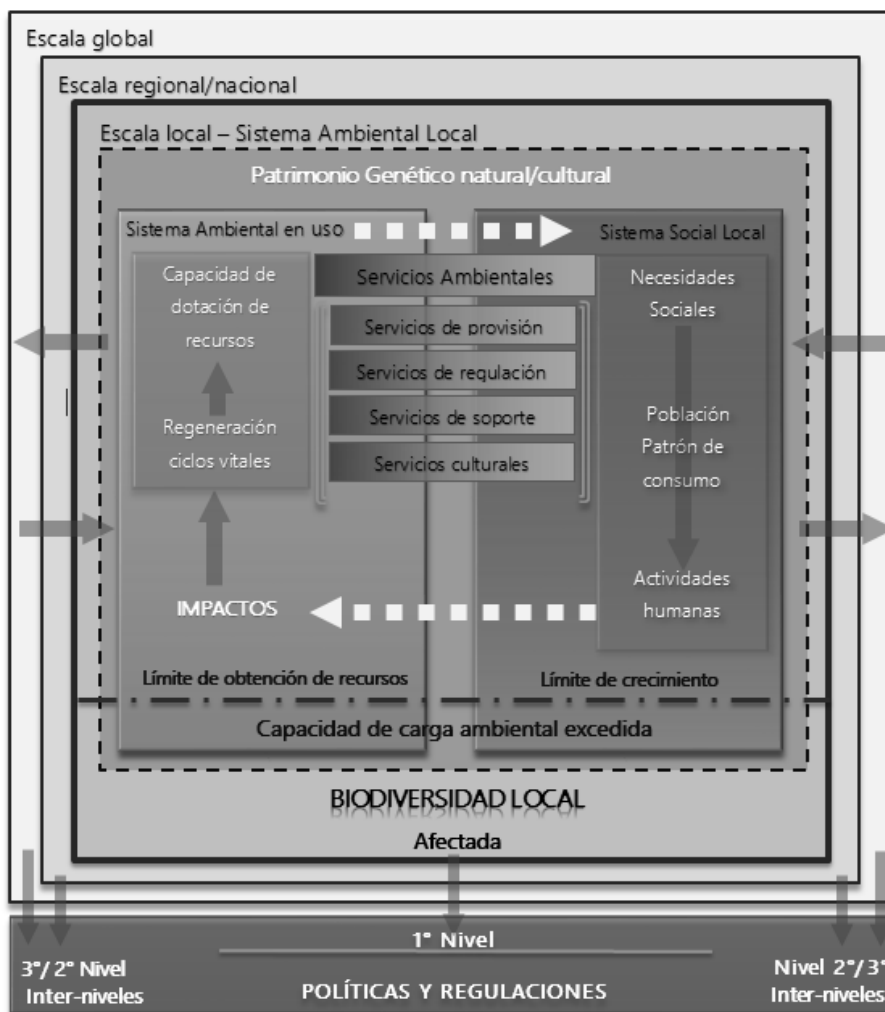 Escala global
Escala regional/nacional
Escala local – Sistema Ambiental Local
Patrimonio Genético natural/cultural
Sistema Ambiental en uso
Sistema Social Local
Capacidad de
dotación de
recursos
Regeneración
ciclos vitales
IMPACTOS
Servicios Ambientales
Servicios de provisión
Servicios de regulación
Servicios de soporte
Servicios culturales
Necesidades
Sociales
Población
Patrón de
consumo
Actividades
humanas
Límite de obtención de recursos
Límite de crecimiento
Capacidad de carga ambiental excedida
BIODIVERSIDAD LOCAL
Afectada
1° Nivel
3°/ 2° Nivel
Inter-niveles
POLÍTICAS Y REGULACIONES
Nivel 2°/ 3°
Inter-niveles